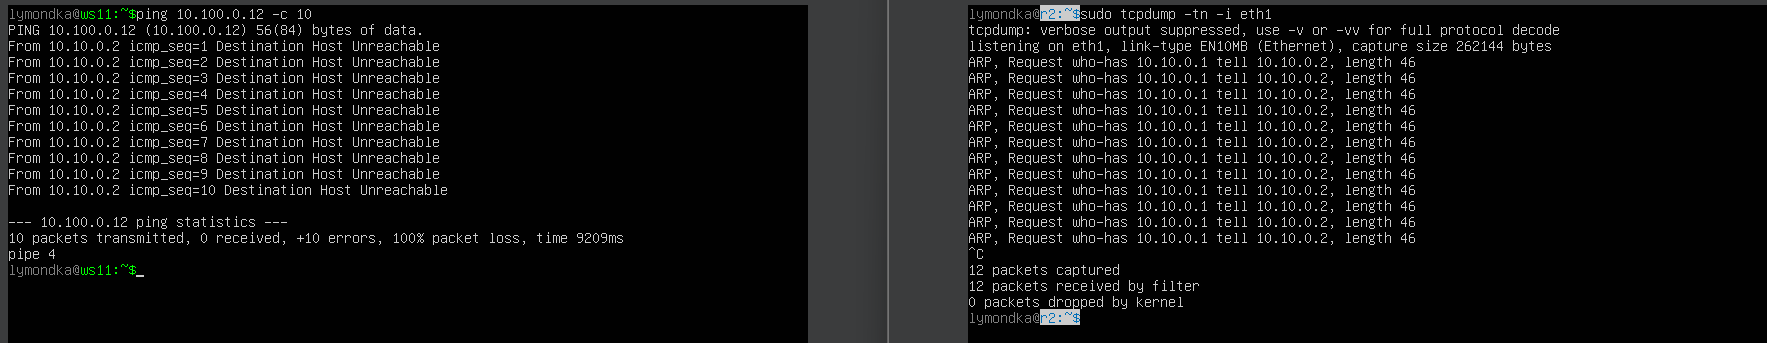 lymondka@ws11:~$ping 10.100.0.12 -c 10
PING 10.100.0.12 (10.100.0.12) 56(84) bytes of data.
From 10.10.0.2 icmp_seq=1 Destination Host Unreachable
From 10.10.0.2 icmp_seq=2 Destination Host Unreachable
From 10.10.0.2 icmp_seq=3 Destination Host Unreachable
From 10.10.0.2 icmp_seq=4 Destination Host Unreachable
From 10.10.0.2 icmp_seq=5 Destination Host Unreachable
From 10.10.0.2 icmp_seq=6 Destination Host Unreachable
From 10.10.0.2 icmp_seq=7 Destination Host Unreachable
From 10.10.0.2 icmp_seq=8 Destination Host Unreachable
From 10.10.0.2 icmp_seq=9 Destination Host Unreachable
From 10.10.0.2 icmp_seq=10 Destination Host Unreachable
--- 10.100.0.12 ping statistics ---
10 packets transmitted, 0 received, +10 errors, 100% packet loss, time 9209ms
pipe 4
lymondka@ws11:~$_
lymondka@r2:~$sudo tcpdump -tn -i eth1
tcpdump: verbose output suppressed, use -v or -vv for full protocol decode
listening on eth1, link-type EN10MB (Ethernet), capture size 262144 bytes
ARP, Request who-has 10.10.0.1 tell 10.10.0.2, length 46
ARP, Request who-has 10.10.0.1 tell 10.10.0.2, length 46
ARP, Request who-has 10.10.0.1 tell 10.10.0.2, length 46
ARP, Request who-has 10.10.0.1 tell 10.10.0.2, length 46
ARP, Request who-has 10.10.0.1 tell 10.10.0.2, length 46
ARP, Request who-has 10.10.0.1 tell 10.10.0.2, length 46
ARP, Request who-has 10.10.0.1 tell 10.10.0.2, length 46
ARP, Request who-has 10.10.0.1 tell 10.10.0.2, length 46
ARP, Request who-has 10.10.0.1 tell 10.10.0.2, length 46
ARP, Request who-has 10.10.0.1 tell 10.10.0.2, length 46
ARP, Request who-has 10.10.0.1 tell 10.10.0.2, length 46
ARP, Request who-has 10.10.0.1 tell 10.10.0.2, length 46
^C
12 packets captured
12 packets received by filter
0 packets dropped by kernel
lymondka@r2:~$